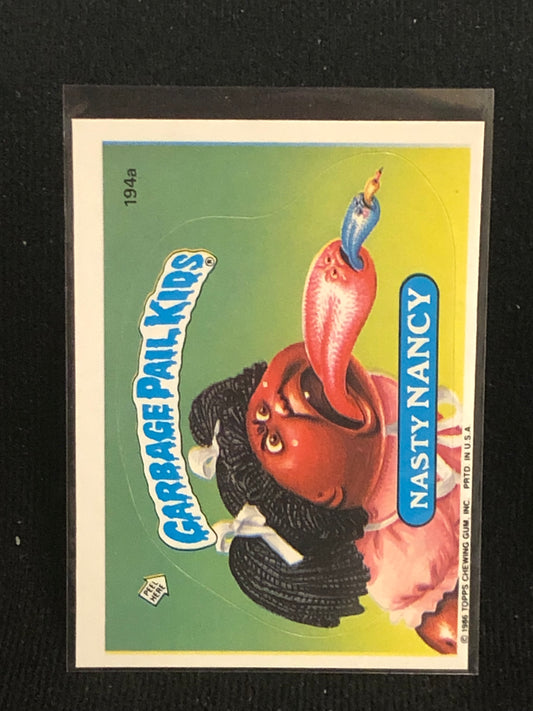 194a
GARBAGE PAIL KIDS®
PEEL
HERE
NASTY NANCY
© 1986 TOPPS CHEWING GUM, INC. PRTD. IN U.S.A.